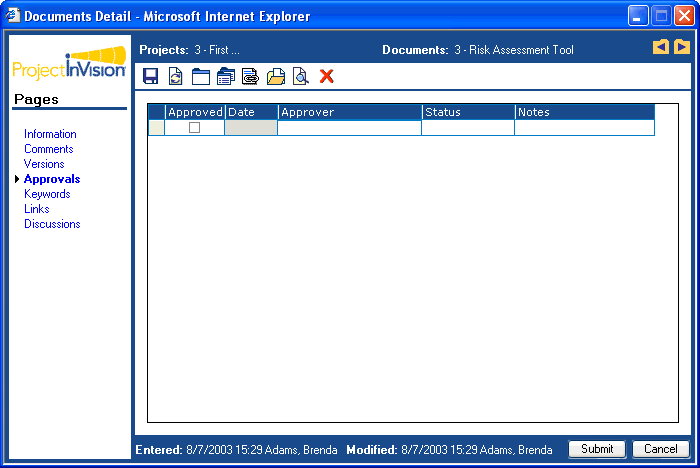 Documents Detail - Microsoft Internet Explorer
ProjectinVision
Projects: 3 - First ... Documents: 3 - Risk Assessment Tool
Pages
Information
Comments
Versions
Approvals
Keywords
Links
Discussions
Approved Date Approver Status Notes
Entered: 8/7/2003 15:29 Adams, Brenda Modified: 8/7/2003 15:29 Adams, Brenda Submit Cancel